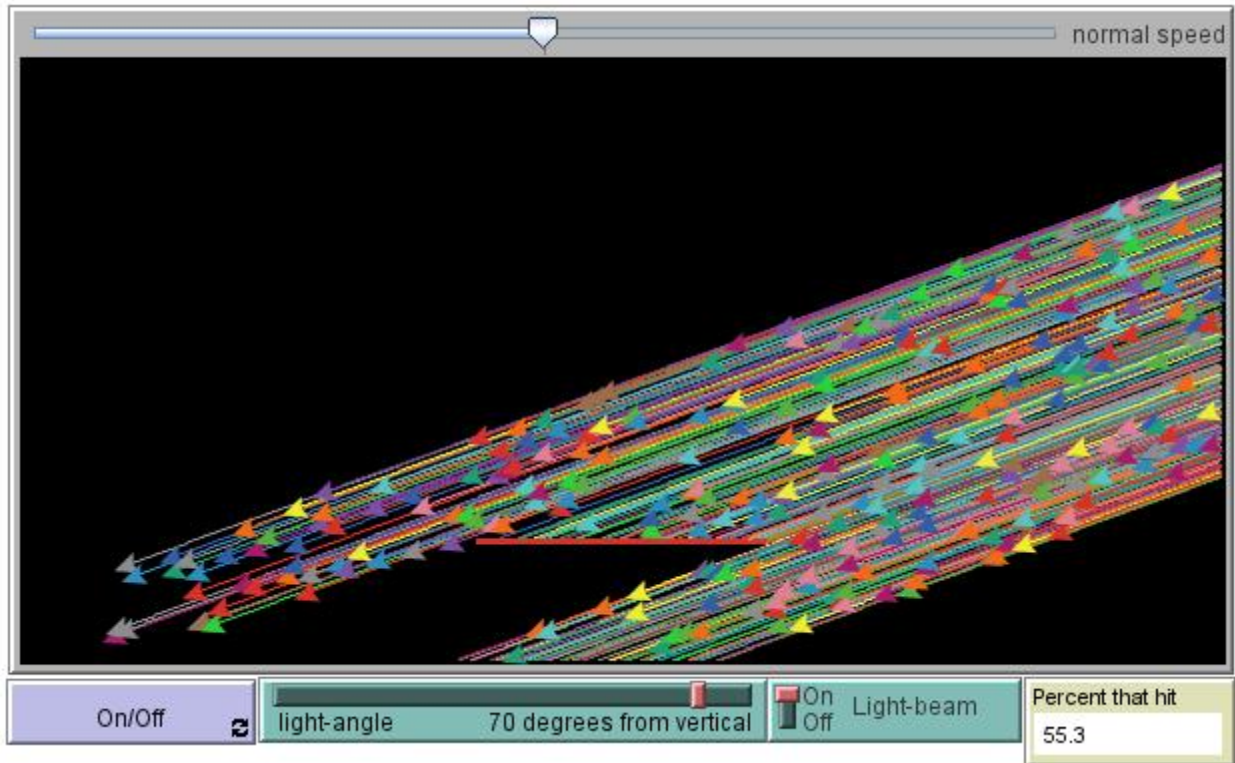 normal speed
On/Off
light-angle 70 degrees from vertical
On
Off
Light-beam
Percent that hit
55.3